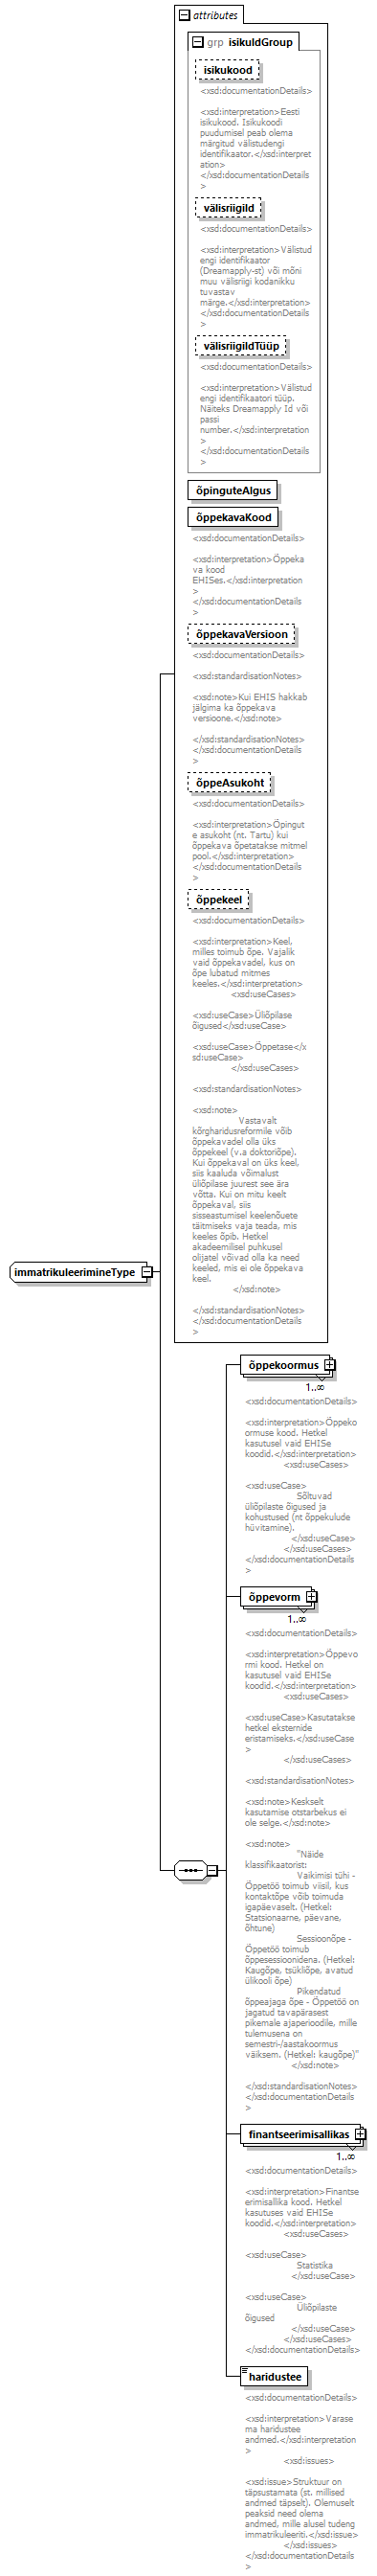 attributes
grp isikuIdGroup
isikukood
<xsd:documentationDetails>
<xsd:interpretation>Eesti
isikukood. Isikukoodi
puudumisel peab olema
märgitud välistudengi
identifikaator.</xsd:interpret
ation>
</xsd:documentationDetails
>
välisriigiId
<xsd:documentationDetails>
<xsd:interpretation>Välistud
engi identifikaator
(Dreamapply-st) või mõni
muu välisriigi kodanikku
tuvastav
märge.</xsd:interpretation>
</xsd:documentationDetails
>
välisriigiIdTüüp
<xsd:documentationDetails>
<xsd:interpretation>Välistud
engi identifikaatori tüüp.
Näiteks Dreamapply Id või
passi
number.</xsd:interpretation
>
</xsd:documentationDetails
>
õpinguteAlgus
õppekavaKood
<xsd:documentationDetails>
<xsd:interpretation>Õppeka
va kood
EHISes.</xsd:interpretation
>
</xsd:documentationDetails
>
õppekavaVersioon
<xsd:documentationDetails>
<xsd:standardisationNotes>
<xsd:note>Kui EHIS hakkab
jälgima ka õppekava
versioone.</xsd:note>
</xsd:standardisationNotes>
</xsd:documentationDetails
>
õppeAsukoht
<xsd:documentationDetails>
<xsd:interpretation>Õpingut
e asukoht (nt. Tartu) kui
õppekava õpetatakse mitmel
pool.</xsd:interpretation>
</xsd:documentationDetails
>
õppekeel
<xsd:documentationDetails>
<xsd:interpretation>Keel,
milles toimub õpe. Vajalik
vaid õppekavadel, kus on
õpe lubatud mitmes
keeles.</xsd:interpretation>
<xsd:useCases>
<xsd:useCase>Üliõpilase
õigused</xsd:useCase>
<xsd:useCase>Õppetase</x
sd:useCase>
</xsd:useCases>
<xsd:standardisationNotes>
<xsd:note>
Vastavalt
kõrgharidusreformile võib
õppekavadel olla üks
õppekeel (v.a doktoriõpe).
Kui õppekaval on üks keel,
siis kaaluda võimalust
üliõpilase juurest see ära
võtta. Kui on mitu keelt
õppekaval, siis
sisseastumisel keelenõuete
täitmiseks vaja teada, mis
keeles õpib. Hetkel
akadeemilisel puhkusel
olijatel võivad olla ka need
keeled, mis ei ole õppekava
keel.
</xsd:note>
</xsd:standardisationNotes>
</xsd:documentationDetails
>
immatrikuleerimineType
õppekoormus
1..∞
<xsd:documentationDetails>
<xsd:interpretation>Õppeko
ormuse kood. Hetkel
kasutusel vaid EHISe
koodid.</xsd:interpretation>
<xsd:useCases>
<xsd:useCase>
Sõltuvad
üliõpilaste õigused ja
kohustused (nt õppekulude
hüvitamine).
</xsd:useCase>
</xsd:useCases>
</xsd:documentationDetails
>
õppevorm
1..∞
<xsd:documentationDetails>
<xsd:interpretation>Õppevo
rmi kood. Hetkel on
kasutusel vaid EHISe
koodid.</xsd:interpretation>
<xsd:useCases>
<xsd:useCase>Kasutatakse
hetkel eksternide
eristamiseks.</xsd:useCase
>
</xsd:useCases>
<xsd:standardisationNotes>
<xsd:note>Keskselt
kasutamise otstarbekus ei
ole selge.</xsd:note>
<xsd:note>
"Näide
klassifikaatorist:
Vaikimisi tühi -
Õppetöö toimub viisil, kus
kontaktõpe võib toimuda
igapäevaselt. (Hetkel:
Statsionaarne, päevane,
õhtune)
Sessioonõpe -
Õppetöö toimub
õppesessioonidena. (Hetkel:
Kaugõpe, tsükliõpe, avatud
ülikooli õpe)
Pikendatud
õppeajaga õpe - Õppetöö on
jagatud tavapärasest
pikemale ajaperioodile, mille
tulemusena on
semestri-/aastakoormus
väiksem. (Hetkel: kaugõpe)"
</xsd:note>
</xsd:standardisationNotes>
</xsd:documentationDetails
>
finantseerimisallikas
1..∞
<xsd:documentationDetails>
<xsd:interpretation>Finantse
erimisallika kood. Hetkel
kasutuses vaid EHISe
koodid.</xsd:interpretation>
<xsd:useCases>
<xsd:useCase>
Statistika
</xsd:useCase>
<xsd:useCase>
Üliõpilaste
õigused
</xsd:useCase>
</xsd:useCases>
</xsd:documentationDetails>
haridustee
<xsd:documentationDetails>
<xsd:interpretation>Varase
ma haridustee
andmed.</xsd:interpretation
>
<xsd:issues>
<xsd:issue>Struktuur on
täpsustamata (st. millised
andmed täpselt). Olemuselt
peaksid need olema
andmed, mille alusel tudeng
immatrikuleeriti.</xsd:issue>
</xsd:issues>
</xsd:documentationDetails
>